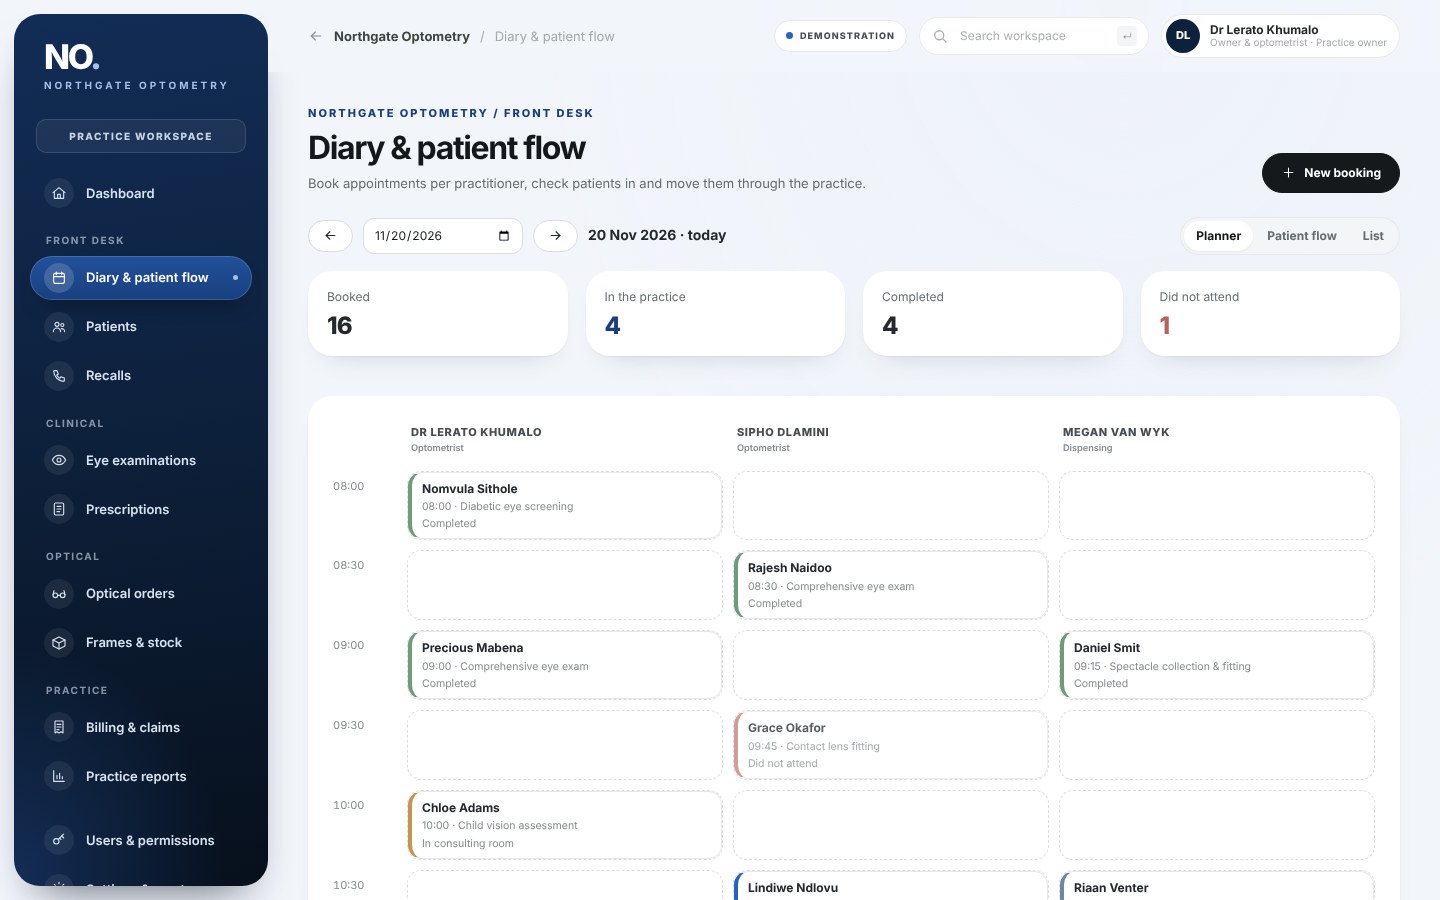 NO.
NORTHGATE OPTOMETRY
PRACTICE WORKSPACE
Dashboard
FRONT DESK
Diary & patient flow
Patients
Recalls
CLINICAL
Eye examinations
Prescriptions
OPTICAL
Optical orders
Frames & stock
PRACTICE
Billing & claims
Practice reports
Users & permissions
Northgate Optometry / Diary & patient flow
DEMONSTRATION
Search workspace
DL
Dr Lerato Khumalo
Owner & optometrist · Practice owner
NORTHGATE OPTOMETRY / FRONT DESK
Diary & patient flow
Book appointments per practitioner, check patients in and move them through the practice.
New booking
11/20/2026
20 Nov 2026 · today
Planner
Patient flow
List
Booked
16
In the practice
4
Completed
4
Did not attend
1
DR LERATO KHUMALO
Optometrist
SIPHO DLAMINI
Optometrist
MEGAN VAN WYK
Dispensing
08:00
Nomvula Sithole
08:00 · Diabetic eye screening
Completed
08:30
Rajesh Naidoo
08:30 · Comprehensive eye exam
Completed
09:00
Precious Mabena
09:00 · Comprehensive eye exam
Completed
Daniel Smit
09:15 · Spectacle collection & fitting
Completed
09:30
Grace Okafor
09:45 · Contact lens fitting
Did not attend
10:00
Chloe Adams
10:00 · Child vision assessment
In consulting room
10:30
Lindiwe Ndlovu
Riaan Venter